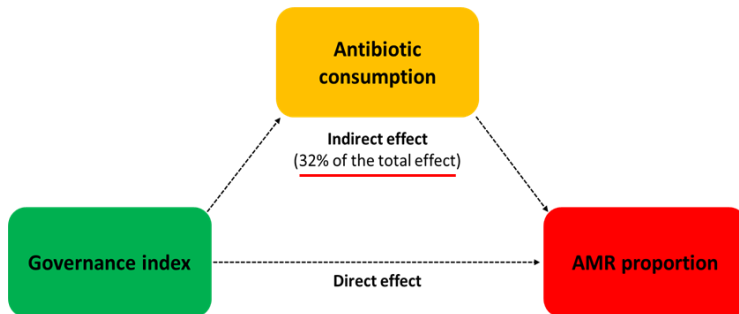 Antibiotic
consumption
Indirect effect
(32% of the total effect)
Governance index
AMR proportion
Direct effect